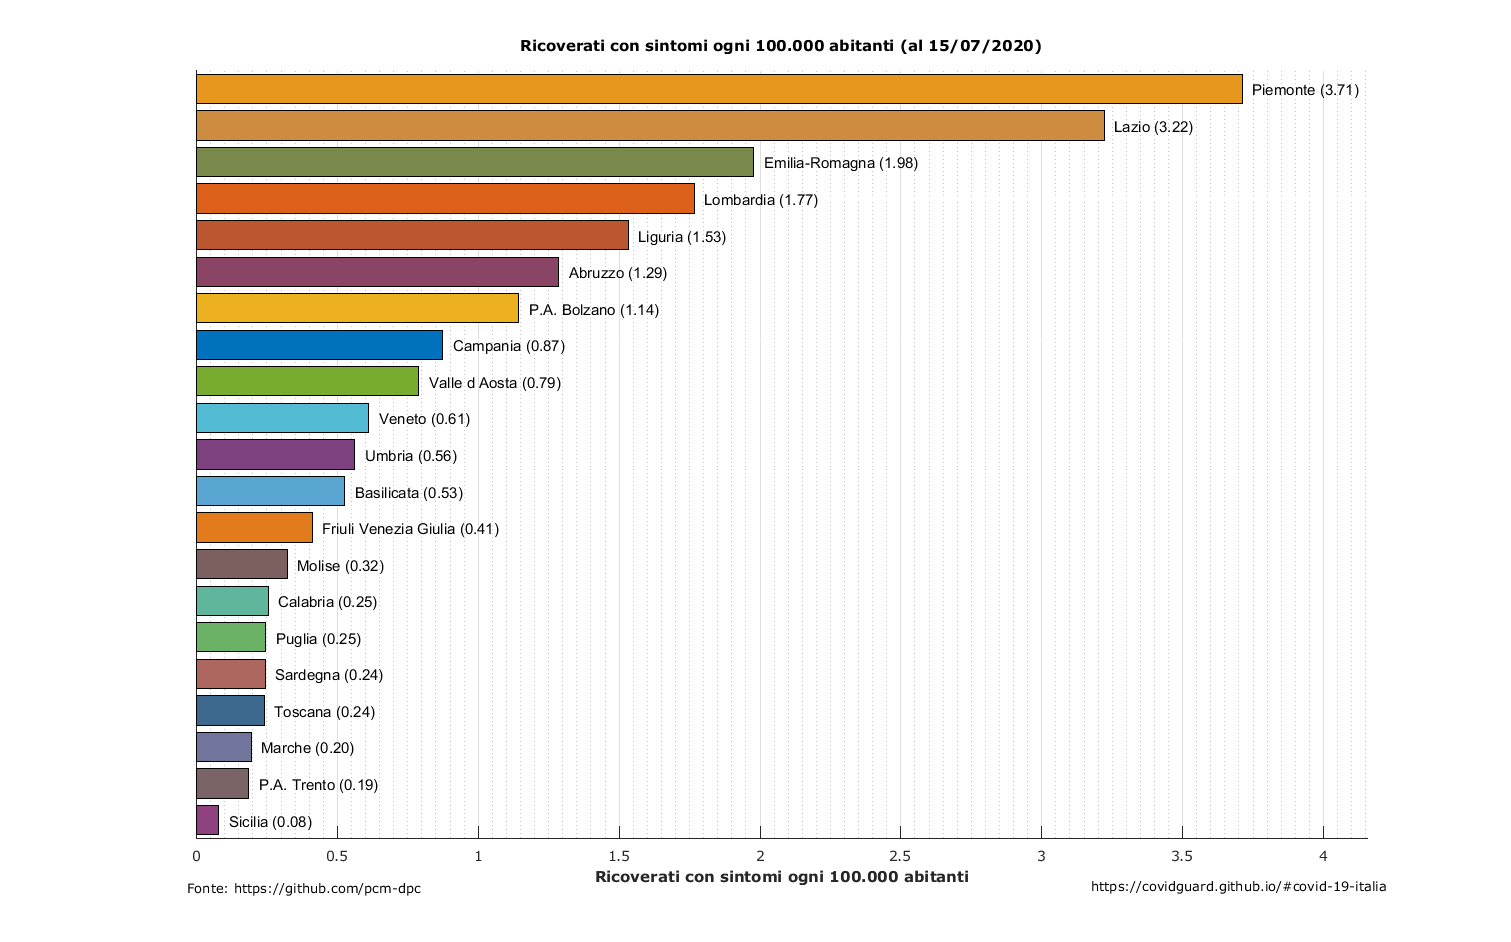 Ricoverati con sintomi ogni 100.000 abitanti (al 15/07/2020)
Piemonte (3.71)
Lazio (3.22)
Emilia-Romagna (1.98)
Lombardia (1.77)
Liguria (1.53)
Abruzzo (1.29)
P.A. Bolzano (1.14)
Campania (0.87)
Valle d Aosta (0.79)
Veneto (0.61)
Umbria (0.56)
Basilicata (0.53)
Friuli Venezia Giulia (0.41)
Molise (0.32)
Calabria (0.25)
Puglia (0.25)
Sardegna (0.24)
Toscana (0.24)
Marche (0.20)
P.A. Trento (0.19)
Sicilia (0.08)
0 0.5 1 1.5 2 2.5 3 3.5 4
Ricoverati con sintomi ogni 100.000 abitanti
Fonte: https://github.com/pcm-dpc
https://covidguard.github.io/#covid-19-italia